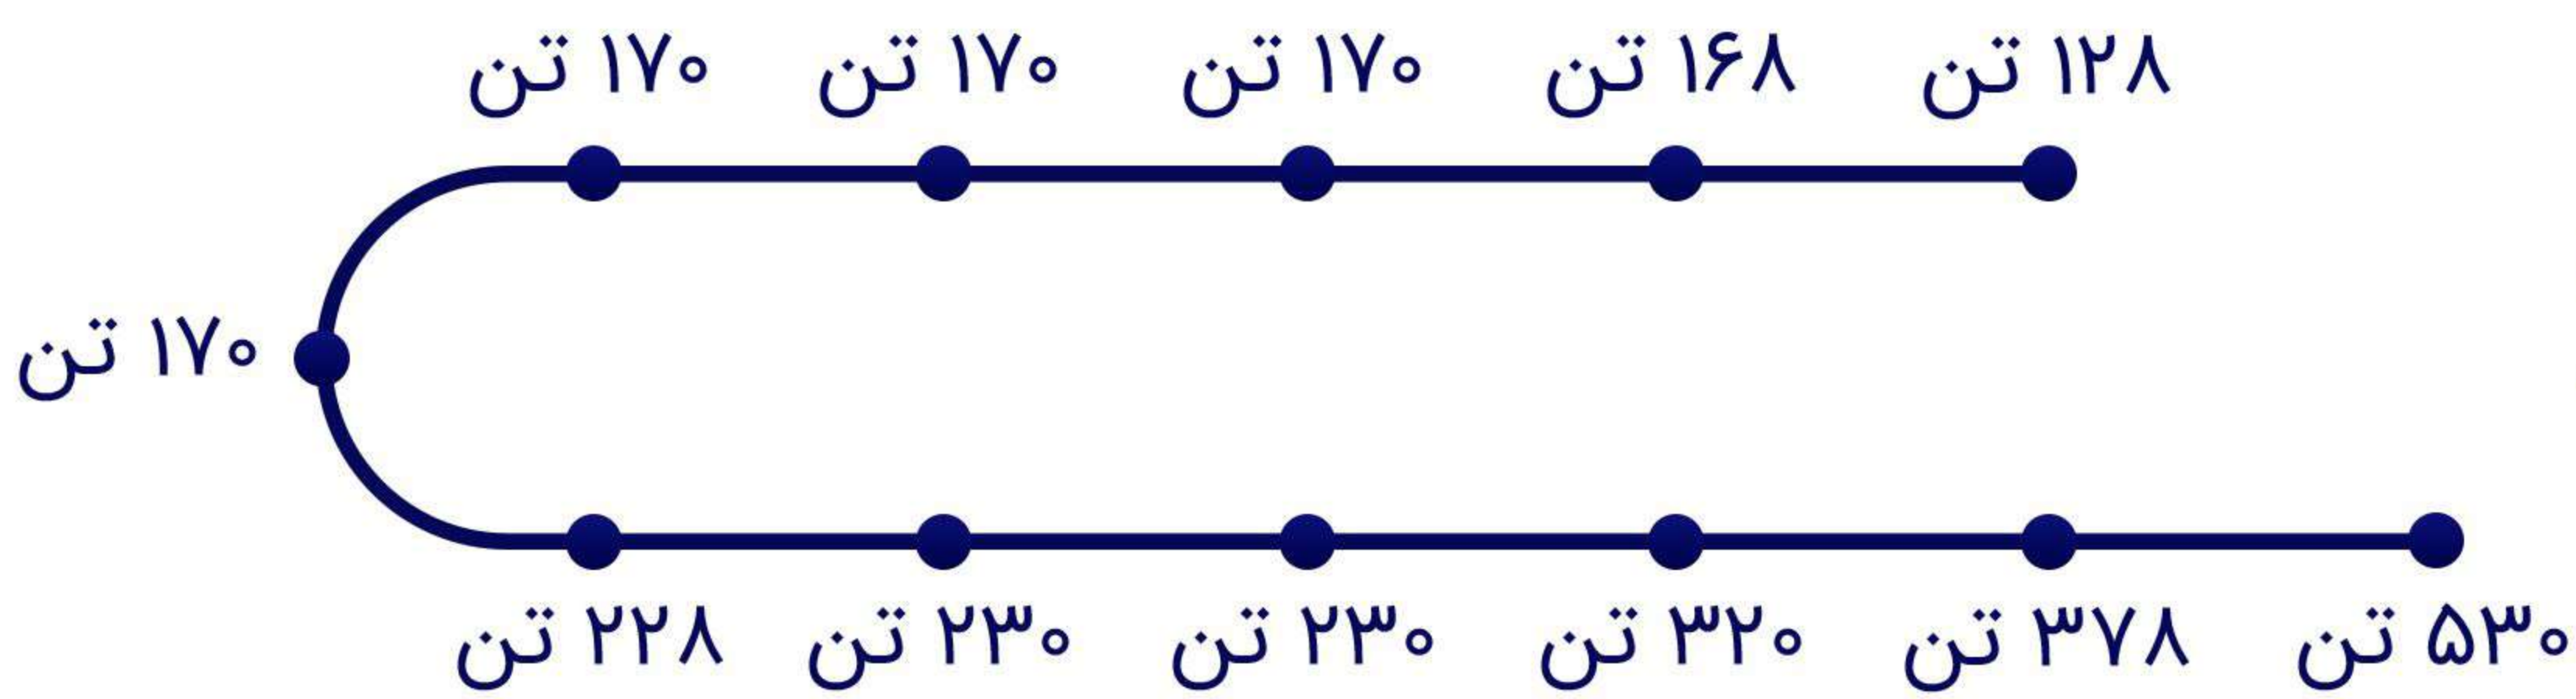 ۱۲۸ تن
۱۶۸ تن
۱۷۰ تن
۱۷۰ تن
۱۷۰ تن
۱۷۰ تن
۲۲۸ تن
۲۳۰ تن
۲۳۰ تن
۳۲۰ تن
۳۷۸ تن
۵۳۰ تن